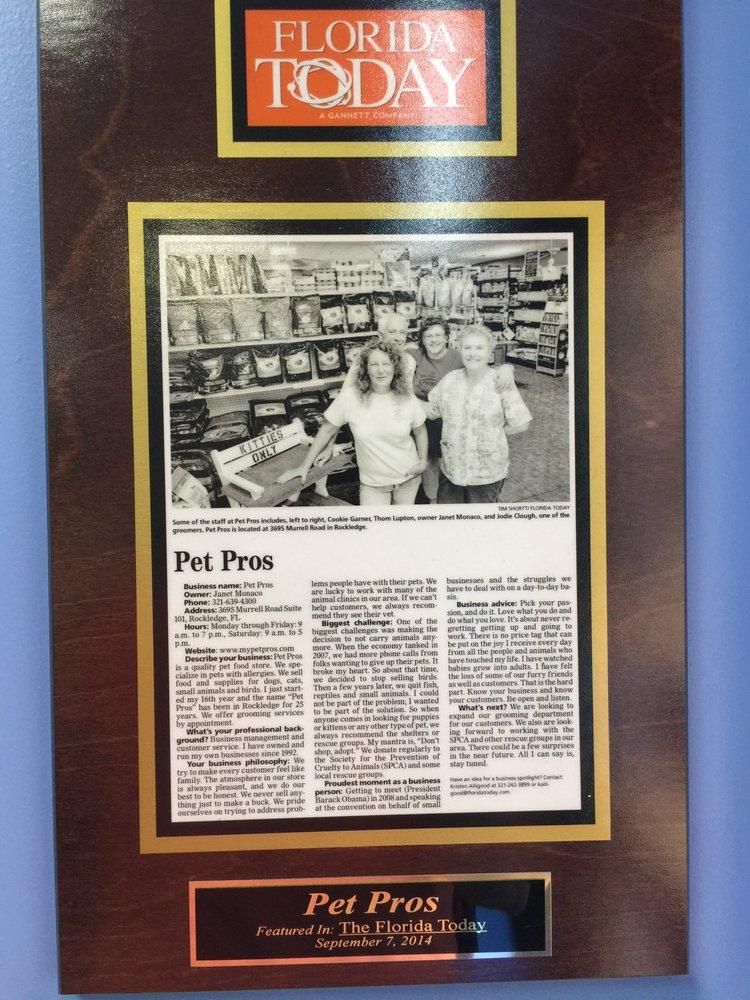 FLORIDA
TODAY
A GANNETT COMPANY
BUSINESS SPOTLIGHT
KITTIES
ONLY
TIM SHORTT/ FLORIDA TODAY
Some of the staff at Pet Pros includes, left to right, Cookie Garner, Thom Lupton, owner Janet Monaco, and Jodie Clough, one of the
groomers. Pet Pros is located at 3695 Murrell Road in Rockledge.
Pet Pros
Business name: Pet Pros
Owner: Janet Monaco
Phone: 321-639-4300
Address: 3695 Murrell Road Suite
101, Rockledge, FL
Hours: Monday through Friday: 9
a.m. to 7 p.m., Saturday: 9 a.m. to 5
p.m.
Website: www.mypetpros.com
Describe your business: Pet Pros
is a quality pet food store. We spe-
cialize in pets with allergies. We sell
food and supplies for dogs, cats,
small animals and birds. I just start-
ed my 16th year and the name "Pet
Pros" has been in Rockledge for 25
years. We offer grooming services
by appointment.
What's your professional back-
ground? Business management and
customer service. I have owned and
run my own businesses since 1992.
Your business philosophy: We
try to make every customer feel like
family. The atmosphere in our store
is always pleasant, and we do our
best to be honest. We never sell any-
thing just to make a buck. We pride
ourselves on trying to address prob-
lems people have with their pets. We
are lucky to work with many of the
animal clinics in our area. If we can't
help customers, we always recom-
mend they see their vet.
Biggest challenge: One of the
biggest challenges was making the
decision to not carry animals any-
more. When the economy tanked in
2007, we had more phone calls from
folks wanting to give up their pets. It
broke my heart. So about that time,
we decided to stop selling birds.
Then a few years later, we quit fish,
reptiles and small animals. I could
not be part of the problem; I wanted
to be part of the solution. So when
anyone comes in looking for puppies
or kittens or any other type of pet, we
always recommend the shelters or
rescue groups. My mantra is, "Don't
shop, adopt." We donate regularly to
the Society for the Prevention of
Cruelty to Animals (SPCA) and some
local rescue groups.
Proudest moment as a business
person: Getting to meet (President
Barack Obama) in 2008 and speaking
at the convention on behalf of small
businesses and the struggles we
have to deal with on a day-to-day ba-
sis.
Business advice: Pick your pas-
sion, and do it. Love what you do and
do what you love. It's about never re-
gretting getting up and going to
work. There is no price tag that can
be put on the joy I receive every day
from all the people and animals who
have touched my life. I have watched
babies grow into adults. I have felt
the loss of some of our furry friends
as well as customers. That is the hard
part. Know your business and know
your customers. Be open and listen.
What's next? We are looking to
expand our grooming department
for our customers. We also are look-
ing forward to working with the
SPCA and other rescue groups in our
area. There could be a few surprises
in the near future. All I can say is,
stay tuned.
Have an idea for a business spotlight? Contact
Kristen Alligood at 321-242-3899 or kalli-
good@floridatoday.com.
Pet Pros
Featured In: The Florida Today
September 7, 2014